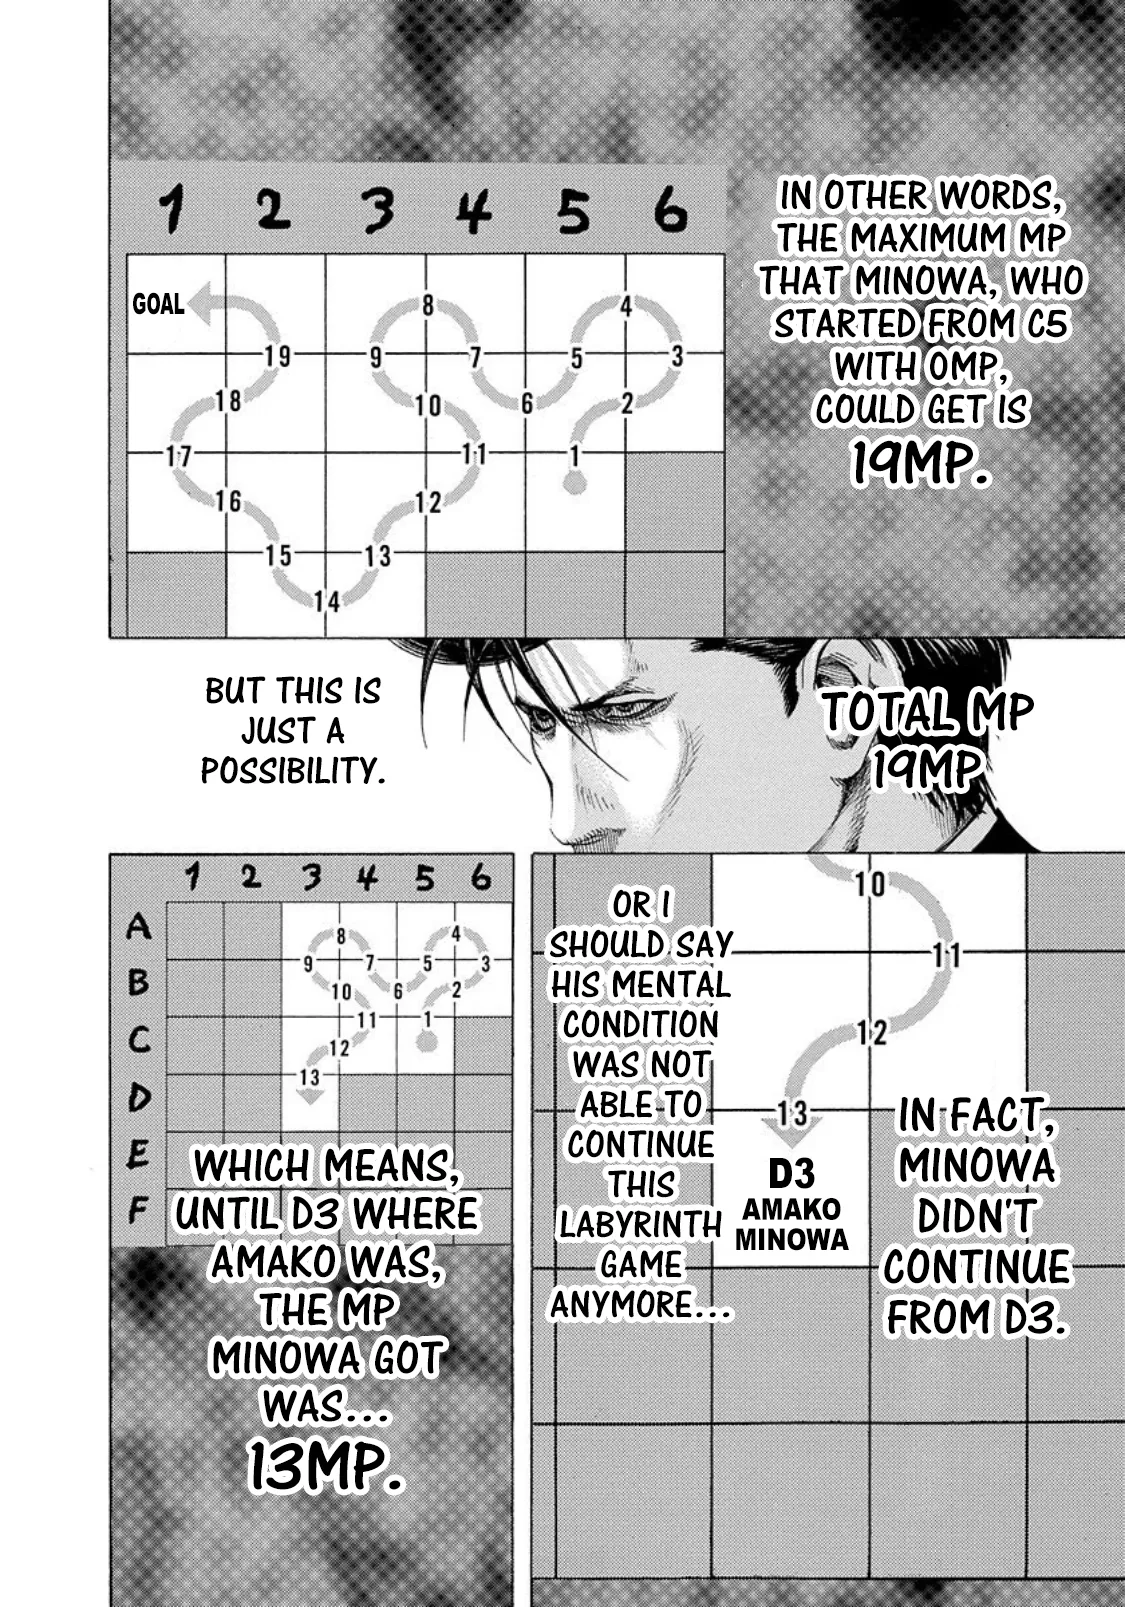 IN OTHER WORDS,
THE MAXIMUM MP
THAT MINOWA, WHO
STARTED FROM C5
WITH 0MP,
COULD GET IS
19MP.
1 2 3 4 5 6
GOAL
8
4
19
9
7
5
3
18
10
6
2
17
11
1
16
12
15
13
14
BUT THIS IS
JUST A
POSSIBILITY.
TOTAL MP
19MP
OR I
SHOULD SAY
HIS MENTAL
CONDITION
WAS NOT
ABLE TO
CONTINUE
THIS
LABYRINTH
GAME
ANYMORE...
10
11
12
13
D3
AMAKO
MINOWA
IN FACT,
MINOWA
DIDN'T
CONTINUE
FROM D3.
1 2 3 4 5 6
A
B
C
D
E
F
8
4
9
7
5
3
10
6
2
11
1
12
13
WHICH MEANS,
UNTIL D3 WHERE
AMAKO WAS,
THE MP
MINOWA GOT
WAS...
13MP.